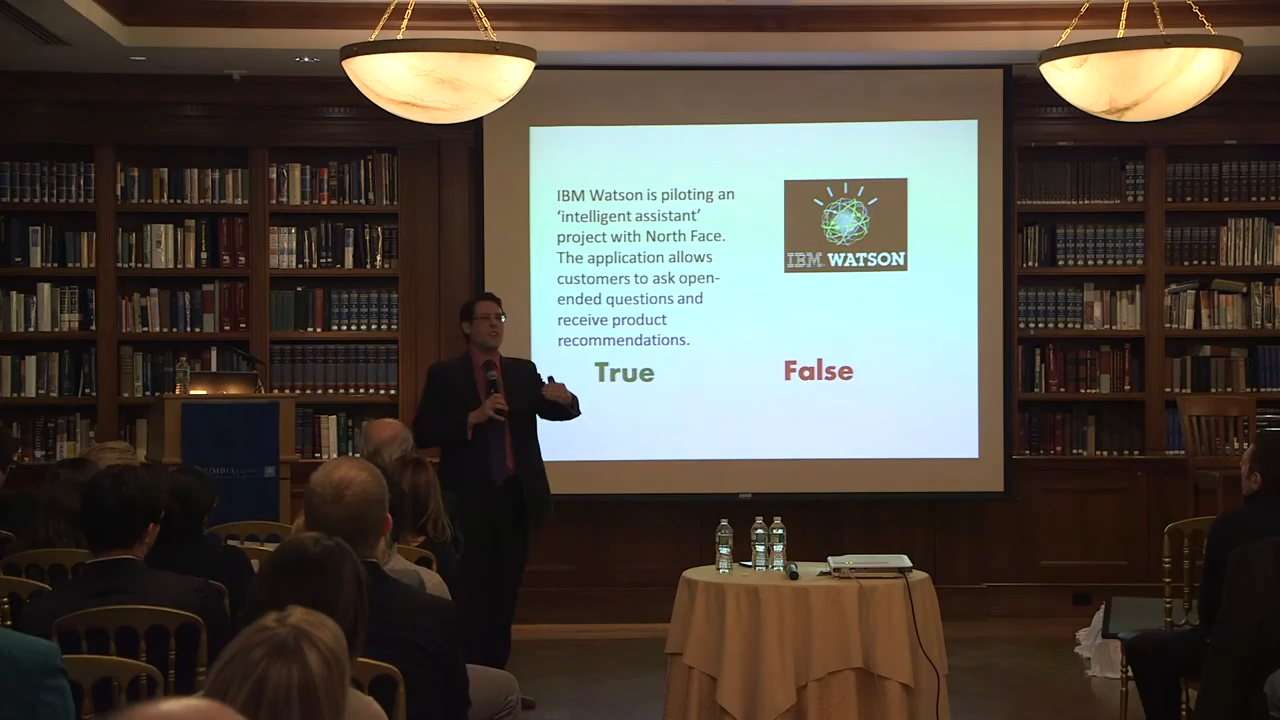 IBM Watson is piloting an
‘intelligent assistant’
project with North Face.
The application allows
customers to ask open-
ended questions and
receive product
recommendations.
IBM WATSON
True
False